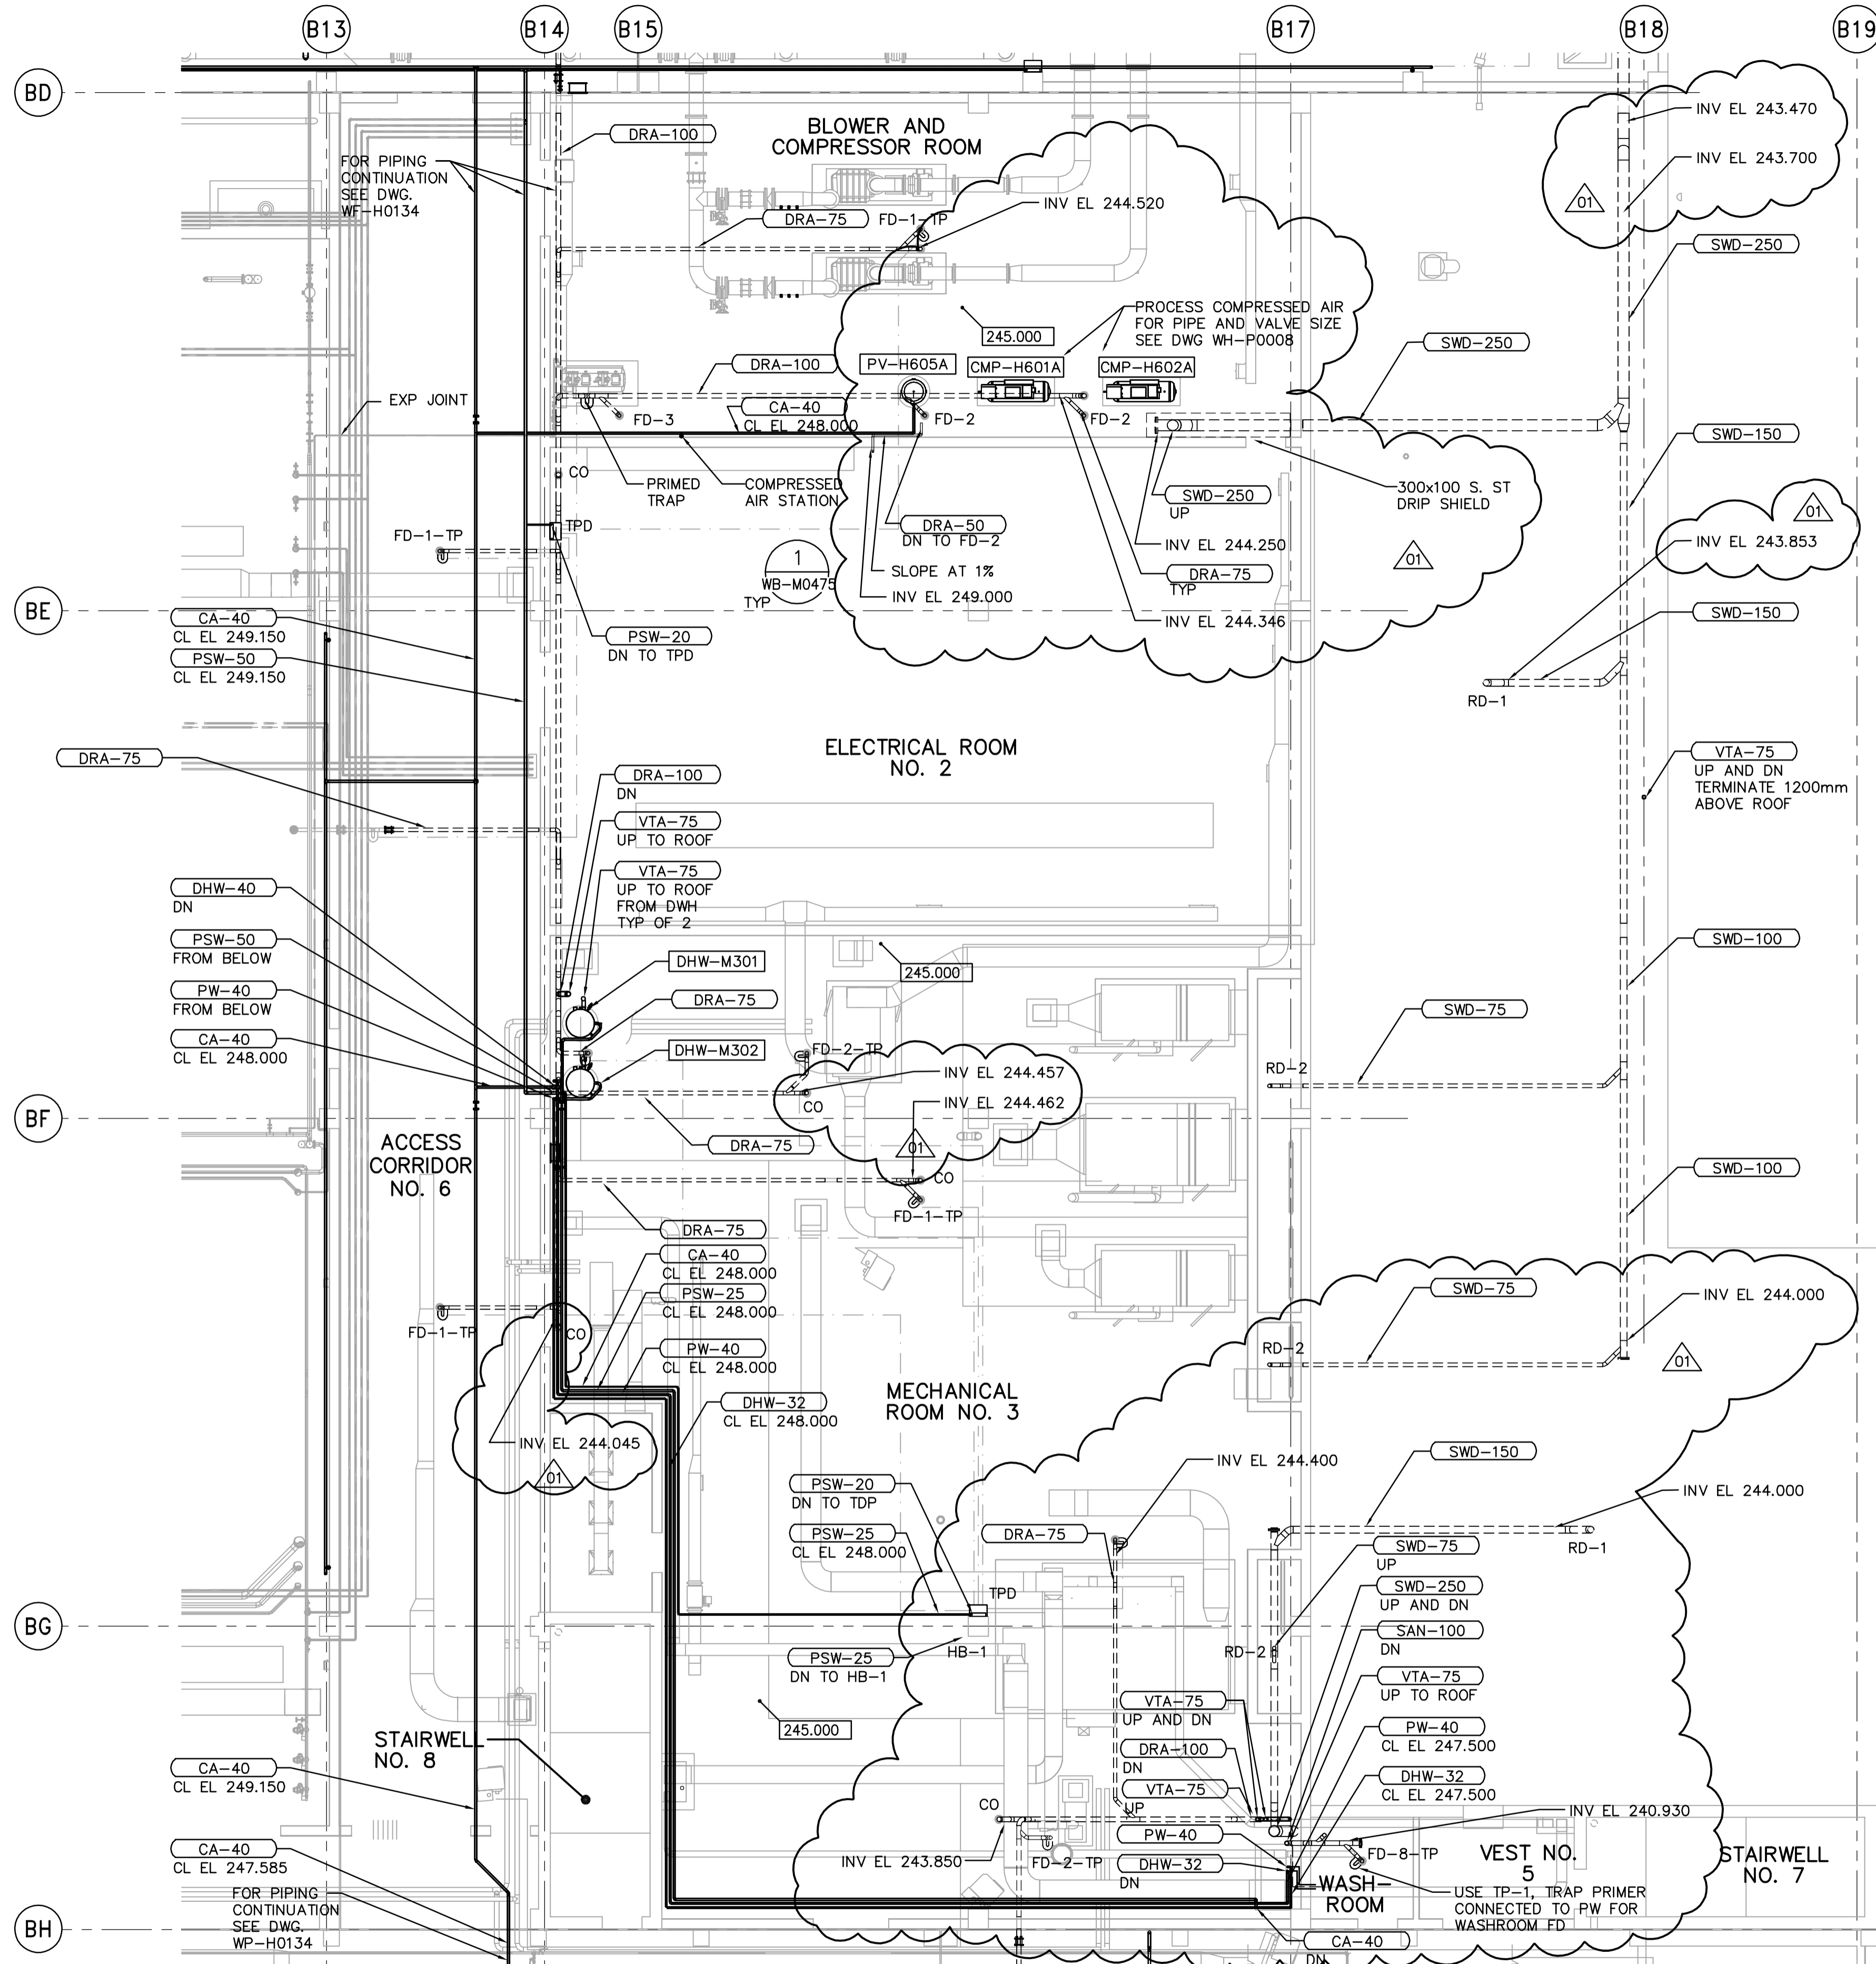 B13
B14
B15
B17
B18
B19
BD
BE
BF
BG
BH
BLOWER AND
COMPRESSOR ROOM
DRA-100
FOR PIPING
CONTINUATION
SEE DWG.
WF-H0134
DRA-75
FD-1-TP
INV EL 244.520
INV EL 243.470
INV EL 243.700
01
SWD-250
PROCESS COMPRESSED AIR
FOR PIPE AND VALVE SIZE
SEE DWG WH-P0008
245.000
SWD-250
DRA-100
PV-H605A
CMP-H601A
CMP-H602A
EXP JOINT
CA-40
CL EL 248.000
FD-3
FD-2
FD-2
SWD-150
CO
PRIMED
TRAP
COMPRESSED
AIR STATION
SWD-250
UP
300x100 S. ST
DRIP SHIELD
01
FD-1-TP
TPD
DRA-50
DN TO FD-2
INV EL 244.250
01
INV EL 243.853
1
WB-M0475
TYP
SLOPE AT 1%
DRA-75
TYP
INV EL 249.000
INV EL 244.346
SWD-150
CA-40
CL EL 249.150
PSW-50
CL EL 249.150
PSW-20
DN TO TPD
RD-1
DRA-75
ELECTRICAL ROOM
NO. 2
VTA-75
UP AND DN
TERMINATE 1200mm
ABOVE ROOF
DRA-100
DN
VTA-75
UP TO ROOF
VTA-75
UP TO ROOF
FROM DWH
TYP OF 2
DHW-40
DN
PSW-50
FROM BELOW
PW-40
FROM BELOW
CA-40
CL EL 248.000
SWD-100
DHW-M301
245.000
DRA-75
SWD-75
DHW-M302
FD-2-TP
RD-2
INV EL 244.457
CO
INV EL 244.462
ACCESS
CORRIDOR
NO. 6
DRA-75
01
SWD-100
CO
FD-1-TP
DRA-75
CA-40
CL EL 248.000
PSW-25
CL EL 248.000
SWD-75
INV EL 244.000
FD-1-TP
CO
PW-40
CL EL 248.000
RD-2
01
MECHANICAL
ROOM NO. 3
DHW-32
CL EL 248.000
INV EL 244.045
01
SWD-150
INV EL 244.400
PSW-20
DN TO TDP
INV EL 244.000
PSW-25
CL EL 248.000
DRA-75
RD-1
SWD-75
UP
SWD-250
UP AND DN
TPD
SAN-100
DN
PSW-25
DN TO HB-1
HB-1
RD-2
VTA-75
UP TO ROOF
VTA-75
UP AND DN
245.000
PW-40
CL EL 247.500
STAIRWELL
NO. 8
DRA-100
DN
CA-40
CL EL 249.150
DHW-32
CL EL 247.500
VTA-75
UP
CO
INV EL 240.930
PW-40
CA-40
CL EL 247.585
INV EL 243.850
FD-2-TP
DHW-32
DN
FD-8-TP
VEST NO.
5
STAIRWELL
NO. 7
FOR PIPING
CONTINUATION
SEE DWG.
WP-H0134
WASH-
ROOM
USE TP-1, TRAP PRIMER
CONNECTED TO PW FOR
WASHROOM FD
CA-40
DN